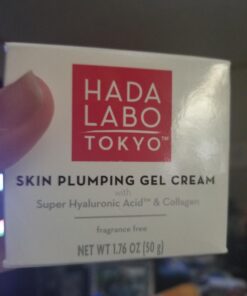 HADA
LABO
TOKYO™
SKIN PLUMPING GEL CREAM
with
Super Hyaluronic Acid™ & Collagen
fragrance free
NET WT 1.76 OZ (50 g)